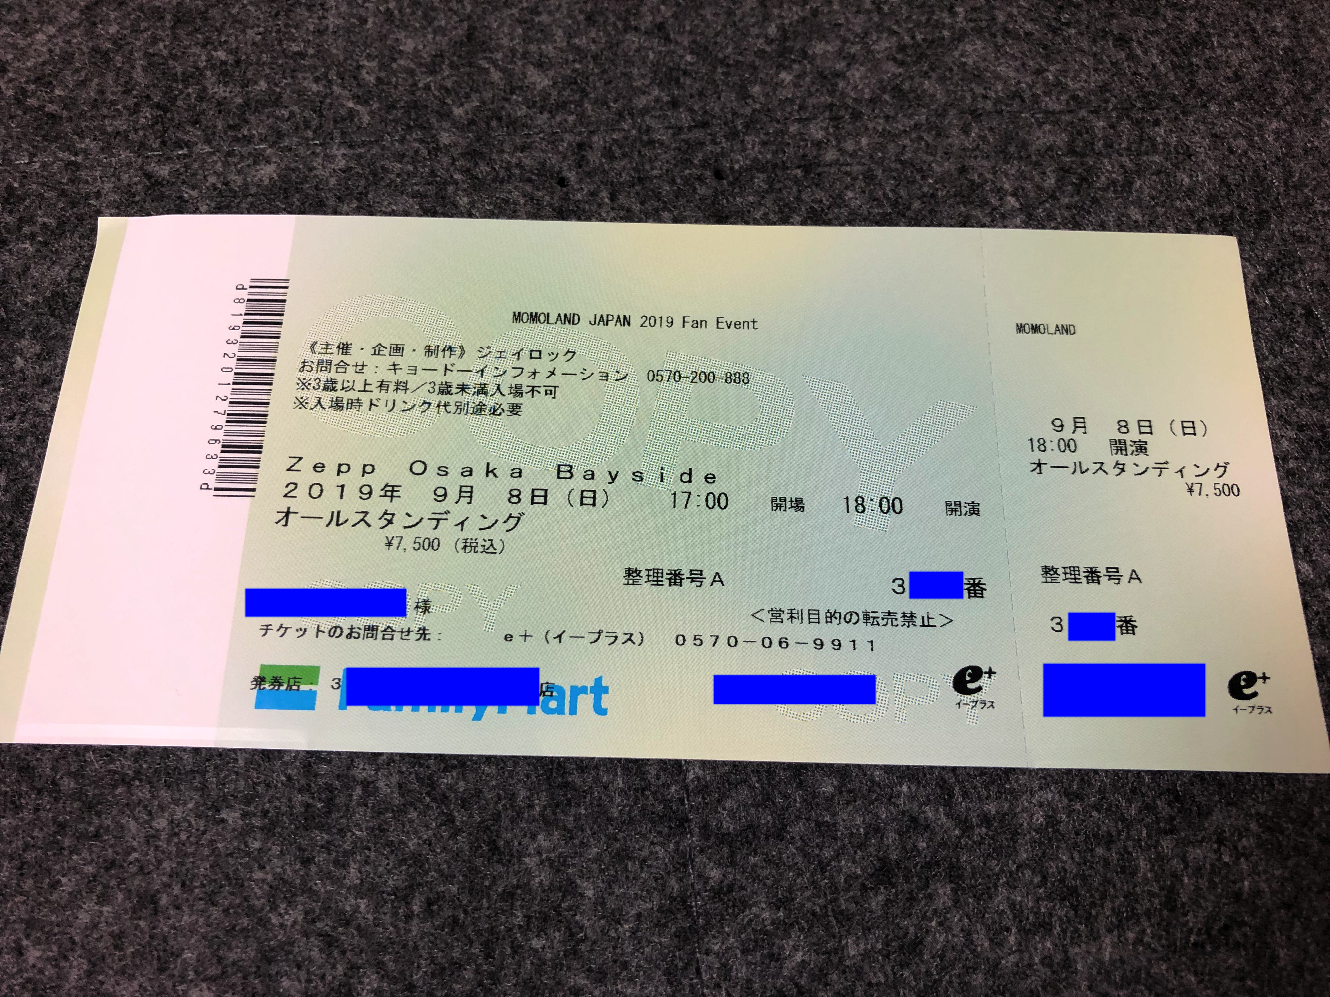 MOMOLAND JAPAN 2019 Fan Event
《主催・企画・制作》ジェイロック
お問合せ：キョードーインフォメーション 0570-200-888
※3歳以上有料／3歳未満入場不可
※入場時ドリンク代別途必要
Zepp Osaka Bayside
2019年 9月 8日（日） 17:00 開場 18:00 開演
オールスタンディング
¥7,500（税込）
整理番号A 3 番
様
＜営利目的の転売禁止＞
チケットのお問合せ先： e+（イープラス） 0570-06-9911
発券店： 3 店
FamilyMart
e+
イープラス
COPY
COPY
COPY
d8193201279633d
MOMOLAND
9月 8日（日）
18:00 開演
オールスタンディング
¥7,500
整理番号A
3 番
e+
イープラス